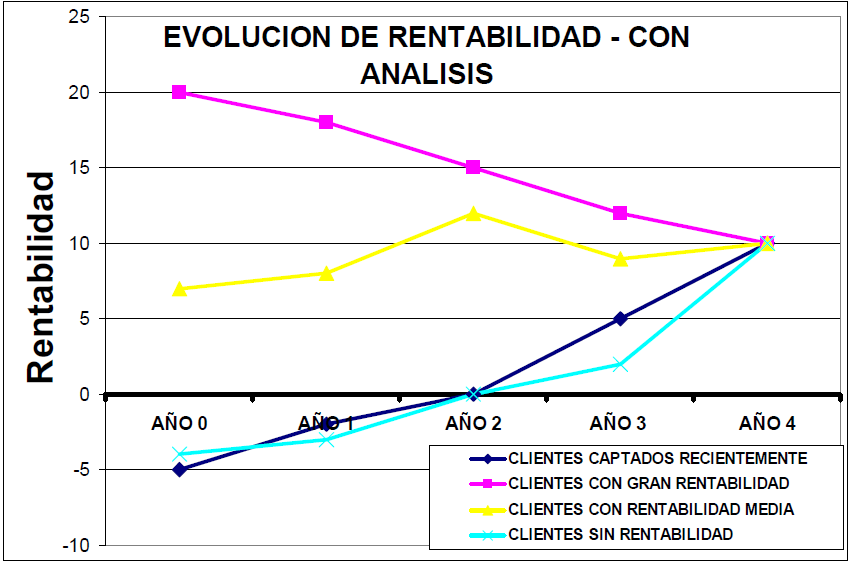 EVOLUCION DE RENTABILIDAD - CON
ANALISIS
Rentabilidad
25
20
15
10
5
0
-5
-10
AÑO 0
AÑO 1
AÑO 2
AÑO 3
AÑO 4
CLIENTES CAPTADOS RECIENTEMENTE
CLIENTES CON GRAN RENTABILIDAD
CLIENTES CON RENTABILIDAD MEDIA
CLIENTES SIN RENTABILIDAD